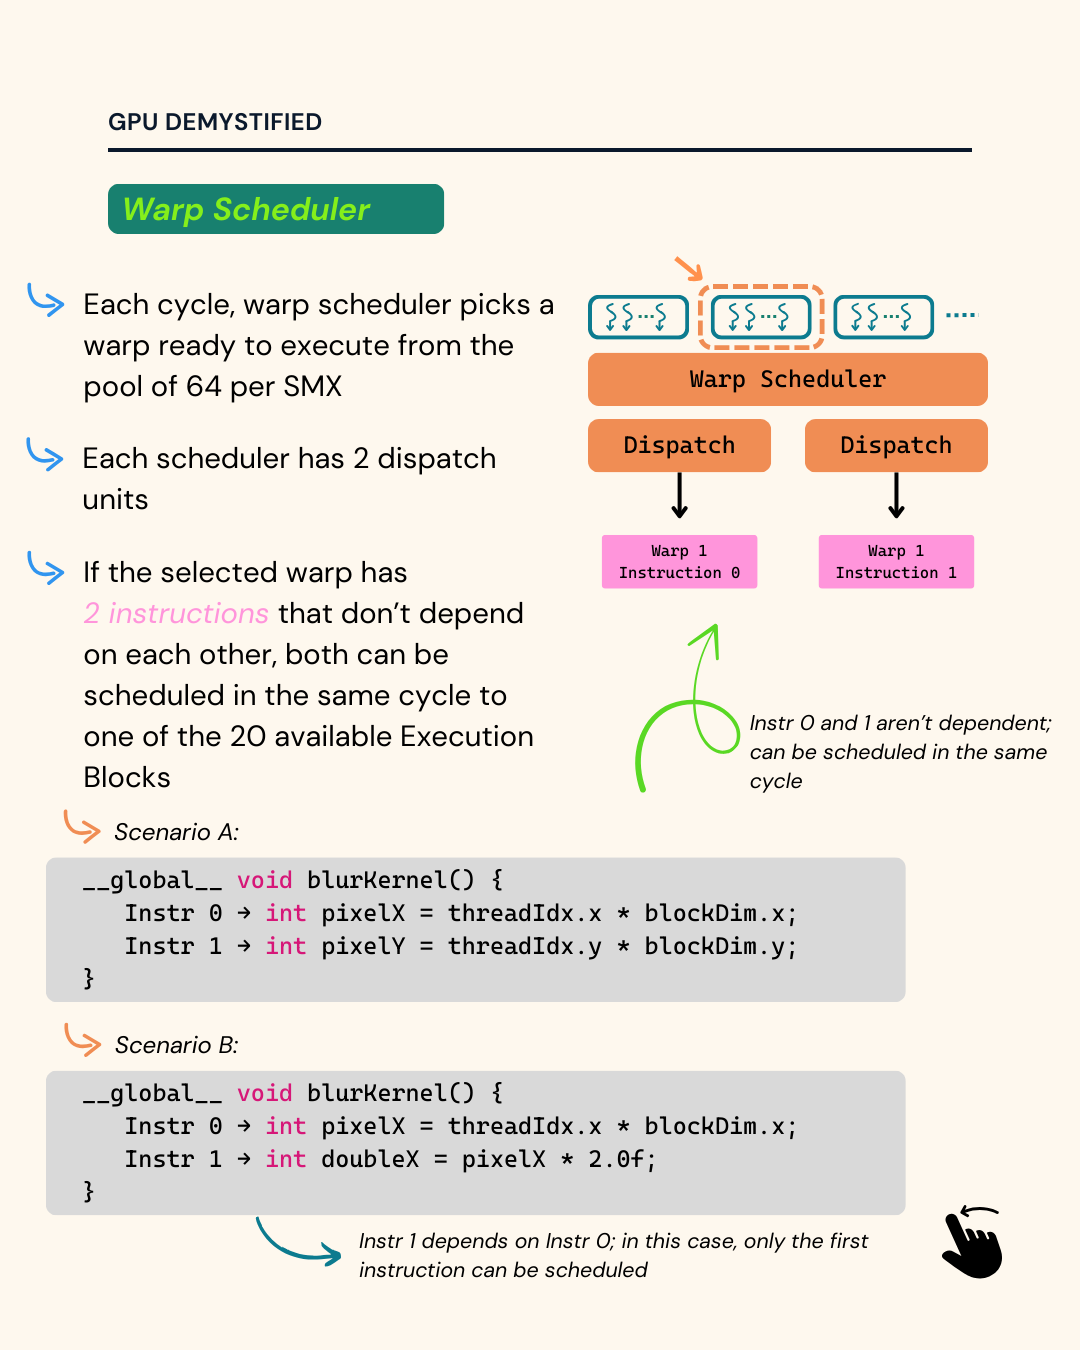 GPU DEMYSTIFIED
Warp Scheduler
Each cycle, warp scheduler picks a
warp ready to execute from the
pool of 64 per SMX
Each scheduler has 2 dispatch
units
If the selected warp has
2 instructions that don’t depend
on each other, both can be
scheduled in the same cycle to
one of the 20 available Execution
Blocks
Warp Scheduler
Dispatch
Dispatch
Warp 1
Instruction 0
Warp 1
Instruction 1
Instr 0 and 1 aren’t dependent;
can be scheduled in the same
cycle
Scenario A:
__global__ void blurKernel() {
Instr 0 → int pixelX = threadIdx.x * blockDim.x;
Instr 1 → int pixelY = threadIdx.y * blockDim.y;
}
Scenario B:
__global__ void blurKernel() {
Instr 0 → int pixelX = threadIdx.x * blockDim.x;
Instr 1 → int doubleX = pixelX * 2.0f;
}
Instr 1 depends on Instr 0; in this case, only the first
instruction can be scheduled